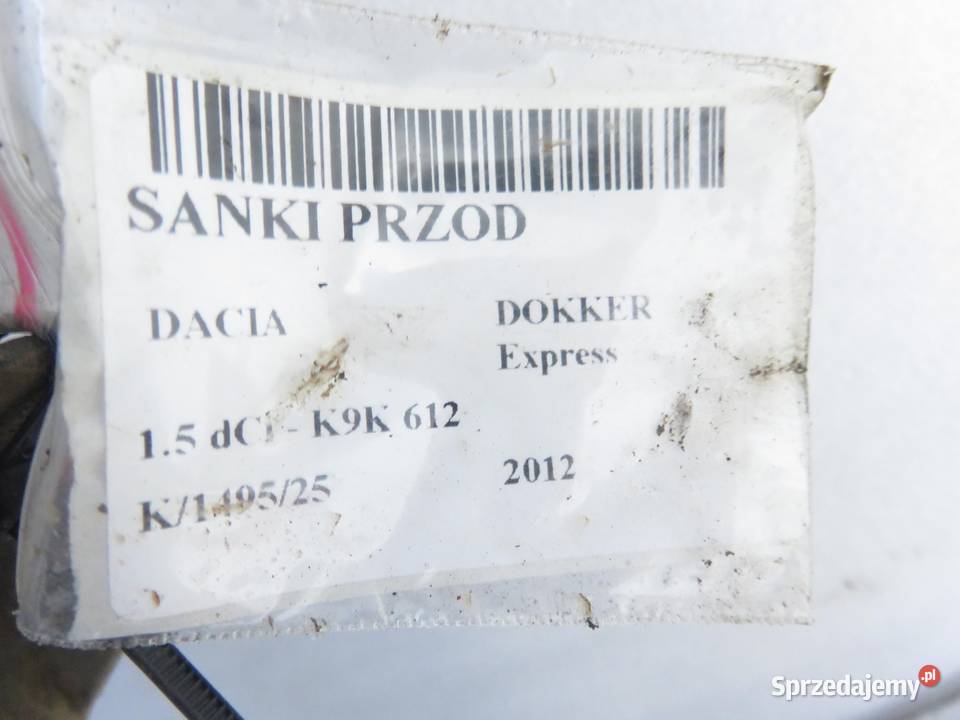 SANKI PRZOD
DACIA
DOKKER
Express
1.5 dCi - K9K 612
2012
K/1495/25
Sprzedajemy.pl